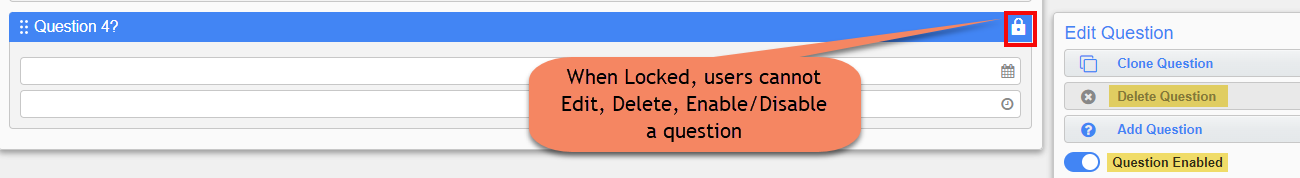 Question 4?
When Locked, users cannot
Edit, Delete, Enable/Disable
a question
Edit Question
Clone Question
Delete Question
Add Question
Question Enabled